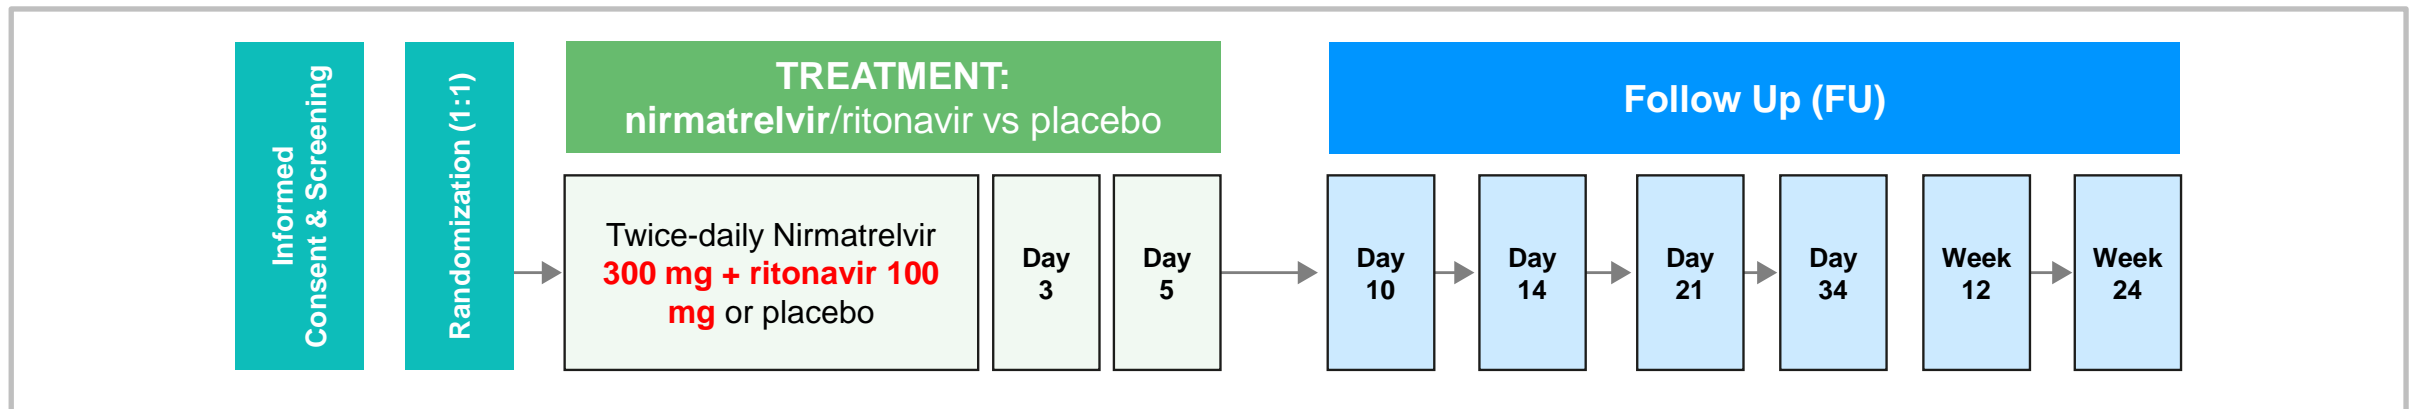 Informed
Consent & Screening
Randomization (1:1)
TREATMENT:
nirmatrelvir/ritonavir vs placebo
Twice-daily Nirmatrelvir
300 mg + ritonavir 100
mg or placebo
Day
3
Day
5
Follow Up (FU)
Day
10
Day
14
Day
21
Day
34
Week
12
Week
24